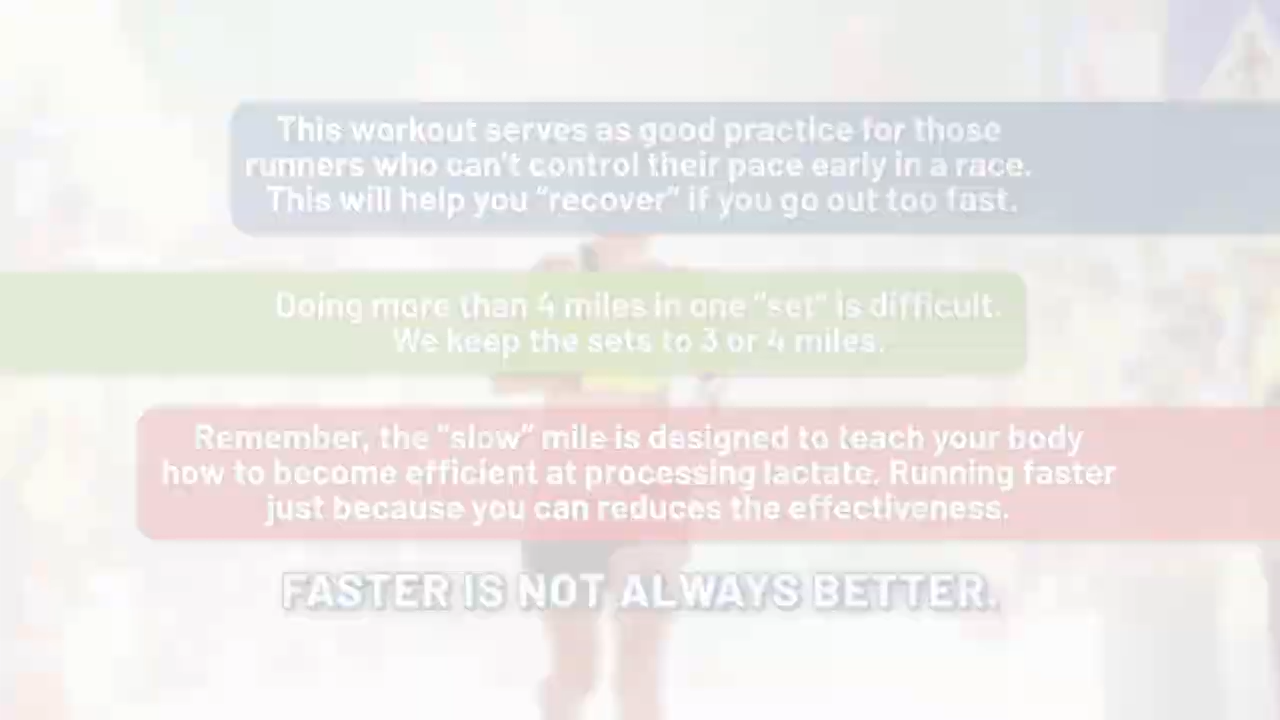 This workout serves as good practice for those
runners who can't control their pace early in a race.
This will help you "recover" if you go out too fast.
Doing more than 4 miles in one "set" is difficult.
We keep the sets to 3 or 4 miles.
Remember, the "slow" mile is designed to teach your body
how to become efficient at processing lactate. Running faster
just because you can reduces the effectiveness.
FASTER IS NOT ALWAYS BETTER.